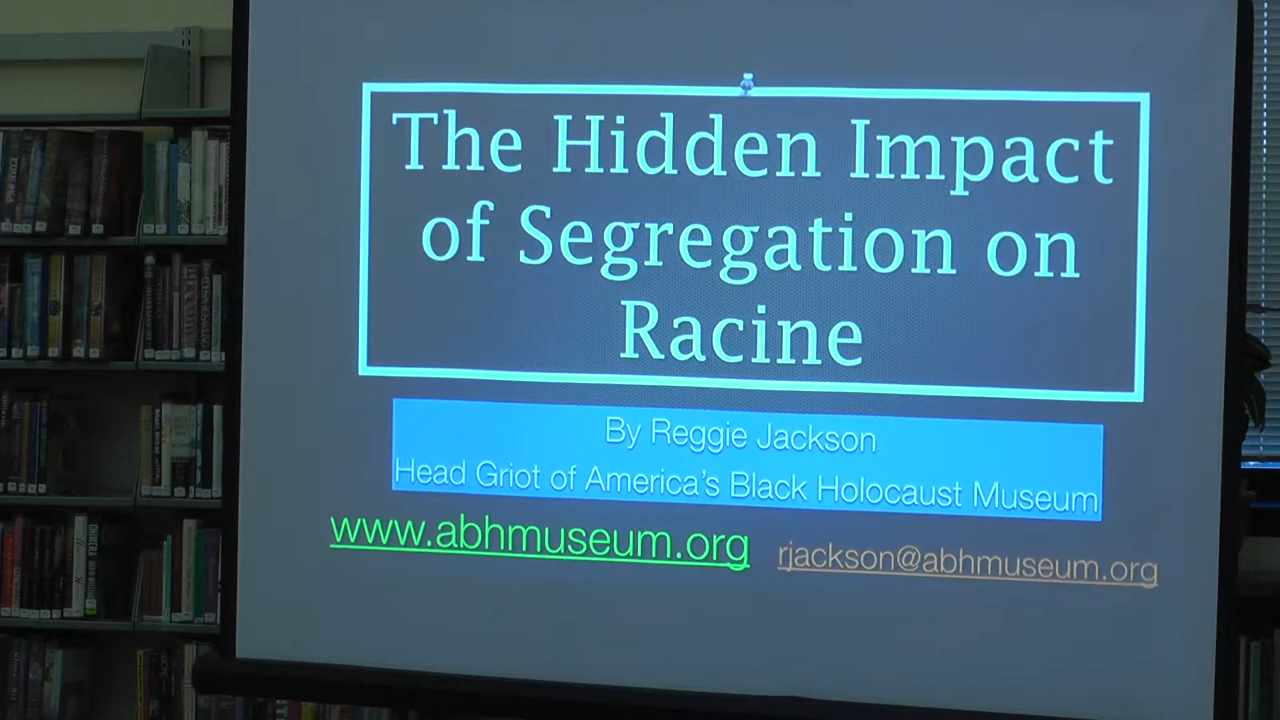 The Hidden Impact
of Segregation on
Racine
By Reggie Jackson
Head Griot of America's Black Holocaust Museum
www.abhmuseum.org
rjackson@abhmuseum.org
CHIMERA